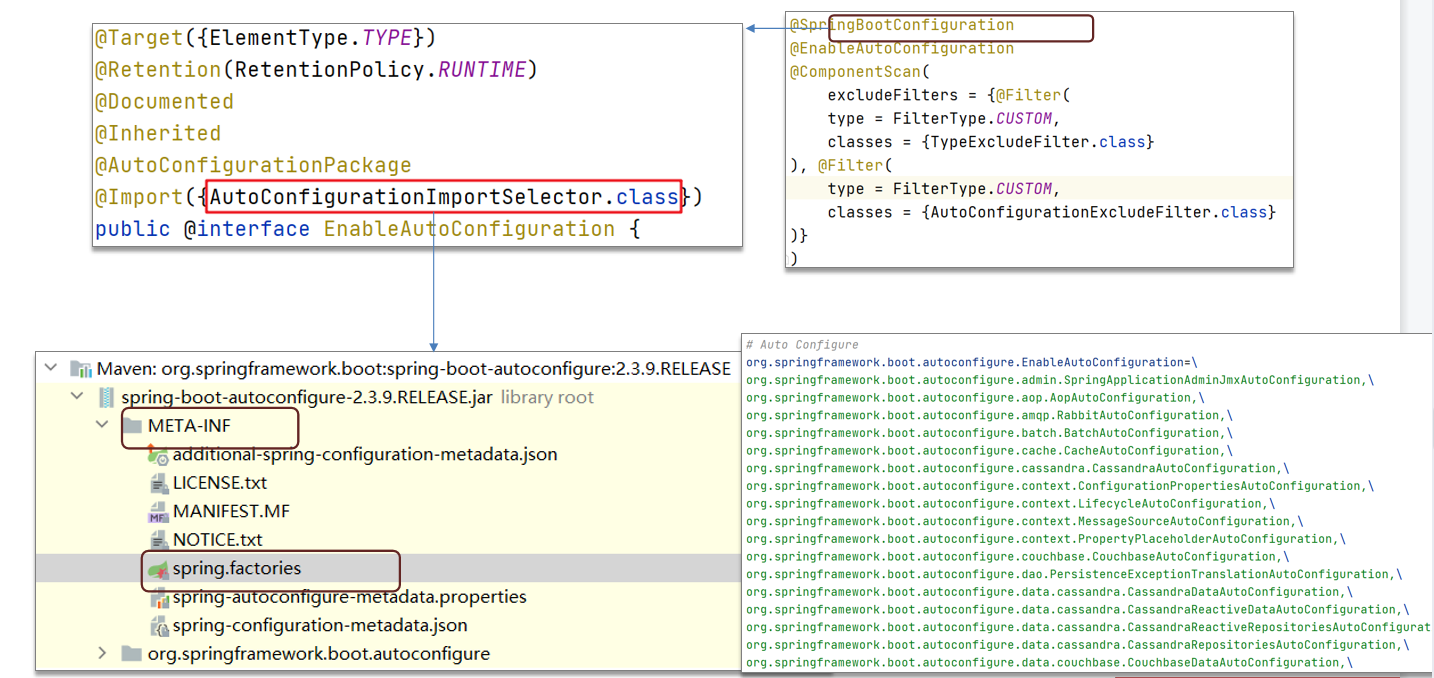 @Target({ElementType.TYPE})
@Retention(RetentionPolicy.RUNTIME)
@Documented
@Inherited
@AutoConfigurationPackage
@Import({AutoConfigurationImportSelector.class})
public @interface EnableAutoConfiguration {
@SpringBootConfiguration
@EnableAutoConfiguration
@ComponentScan(
excludeFilters = {@Filter(
type = FilterType.CUSTOM,
classes = {TypeExcludeFilter.class}
), @Filter(
type = FilterType.CUSTOM,
classes = {AutoConfigurationExcludeFilter.class}
)}
)
Maven: org.springframework.boot:spring-boot-autoconfigure:2.3.9.RELEASE
spring-boot-autoconfigure-2.3.9.RELEASE.jar library root
META-INF
additional-spring-configuration-metadata.json
LICENSE.txt
MF MANIFEST.MF
NOTICE.txt
spring.factories
spring-autoconfigure-metadata.properties
spring-configuration-metadata.json
org.springframework.boot.autoconfigure
# Auto Configure
org.springframework.boot.autoconfigure.EnableAutoConfiguration=\
org.springframework.boot.autoconfigure.admin.SpringApplicationAdminJmxAutoConfiguration,\
org.springframework.boot.autoconfigure.aop.AopAutoConfiguration,\
org.springframework.boot.autoconfigure.amqp.RabbitAutoConfiguration,\
org.springframework.boot.autoconfigure.batch.BatchAutoConfiguration,\
org.springframework.boot.autoconfigure.cache.CacheAutoConfiguration,\
org.springframework.boot.autoconfigure.cassandra.CassandraAutoConfiguration,\
org.springframework.boot.autoconfigure.context.ConfigurationPropertiesAutoConfiguration,\
org.springframework.boot.autoconfigure.context.LifecycleAutoConfiguration,\
org.springframework.boot.autoconfigure.context.MessageSourceAutoConfiguration,\
org.springframework.boot.autoconfigure.context.PropertyPlaceholderAutoConfiguration,\
org.springframework.boot.autoconfigure.couchbase.CouchbaseAutoConfiguration,\
org.springframework.boot.autoconfigure.dao.PersistenceExceptionTranslationAutoConfiguration,\
org.springframework.boot.autoconfigure.data.cassandra.CassandraDataAutoConfiguration,\
org.springframework.boot.autoconfigure.data.cassandra.CassandraReactiveDataAutoConfiguration,\
org.springframework.boot.autoconfigure.data.cassandra.CassandraReactiveRepositoriesAutoConfigurat
org.springframework.boot.autoconfigure.data.cassandra.CassandraRepositoriesAutoConfiguration,\
org.springframework.boot.autoconfigure.data.couchbase.CouchbaseDataAutoConfiguration,\